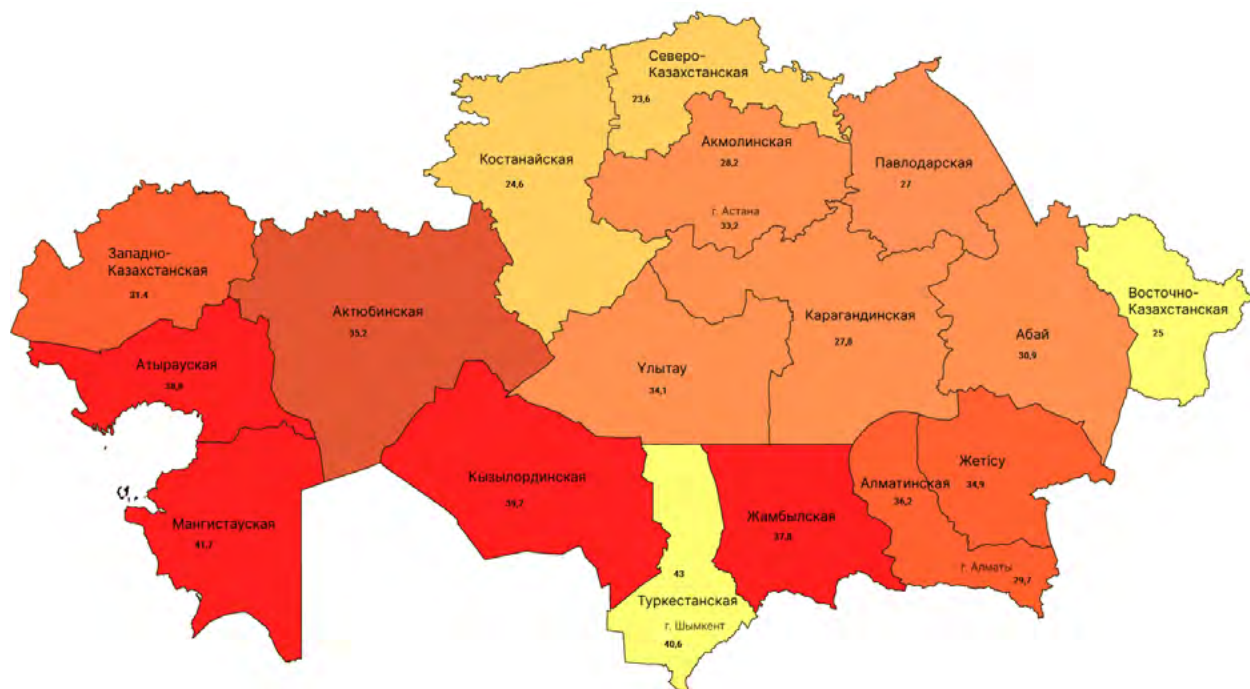 Северо-
Казахстанская
23,6
Костанайская
24,6
Акмолинская
28,2
г. Астана
33,2
Павлодарская
27
Западно-
Казахстанская
31.4
Актюбинская
35,2
Атырауская
38,8
Мангистауская
41,7
Кызылординская
39,7
Ұлытау
34,1
Карагандинская
27,8
Абай
30,9
Восточно-
Казахстанская
25
Жетісу
34,9
Алматинская
36,2
г. Алматы
29,7
Жамбылская
37,8
43
Туркестанская
г. Шымкент
40,6